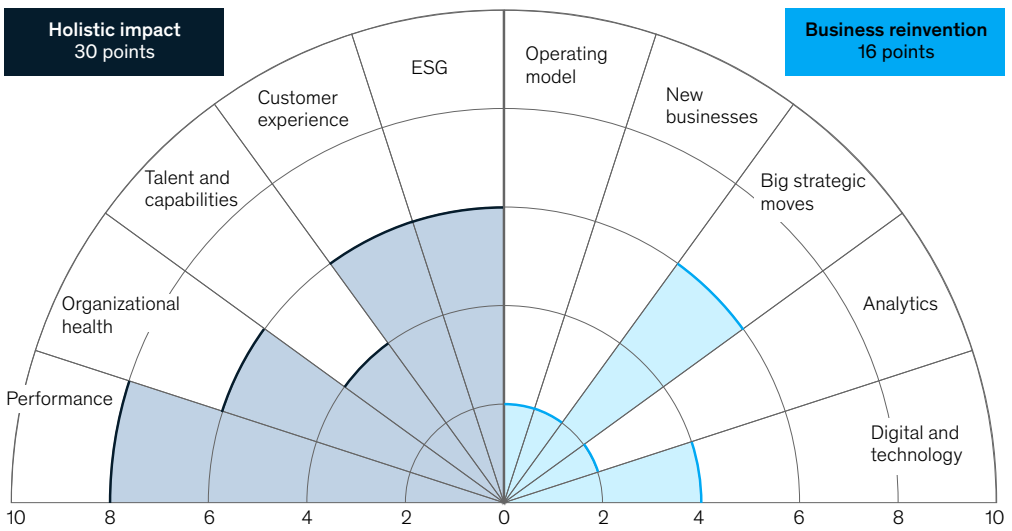 Holistic impact
30 points
Business reinvention
16 points
ESG
Operating
model
Customer
experience
New
businesses
Talent and
capabilities
Big strategic
moves
Organizational
health
Analytics
Performance
Digital and
technology
10 8 6 4 2 0 2 4 6 8 10